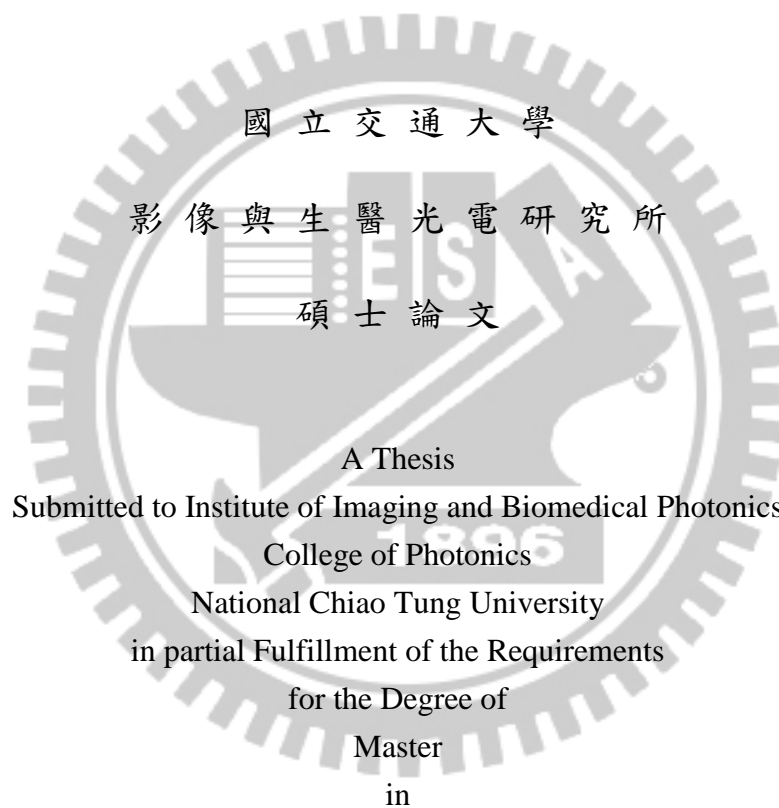 國立交通大學
影像與生醫光電研究所
碩士論文
ESA
A Thesis
Submitted to Institute of Imaging and Biomedical Photonics
College of Photonics
1896
National Chiao Tung University
in partial Fulfillment of the Requirements
for the Degree of
Master
in